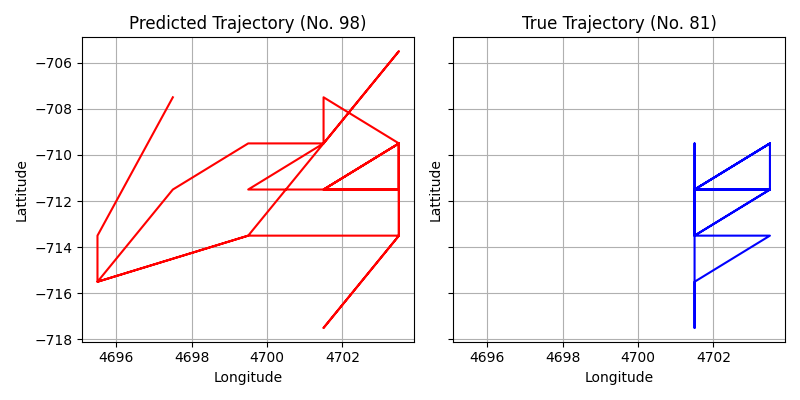 Predicted Trajectory (No. 98)
True Trajectory (No. 81)
−706
−708
−710
−712
−714
−716
−718
Lattitude
Lattitude
4696
4698
4700
4702
4696
4698
4700
4702
Longitude
Longitude